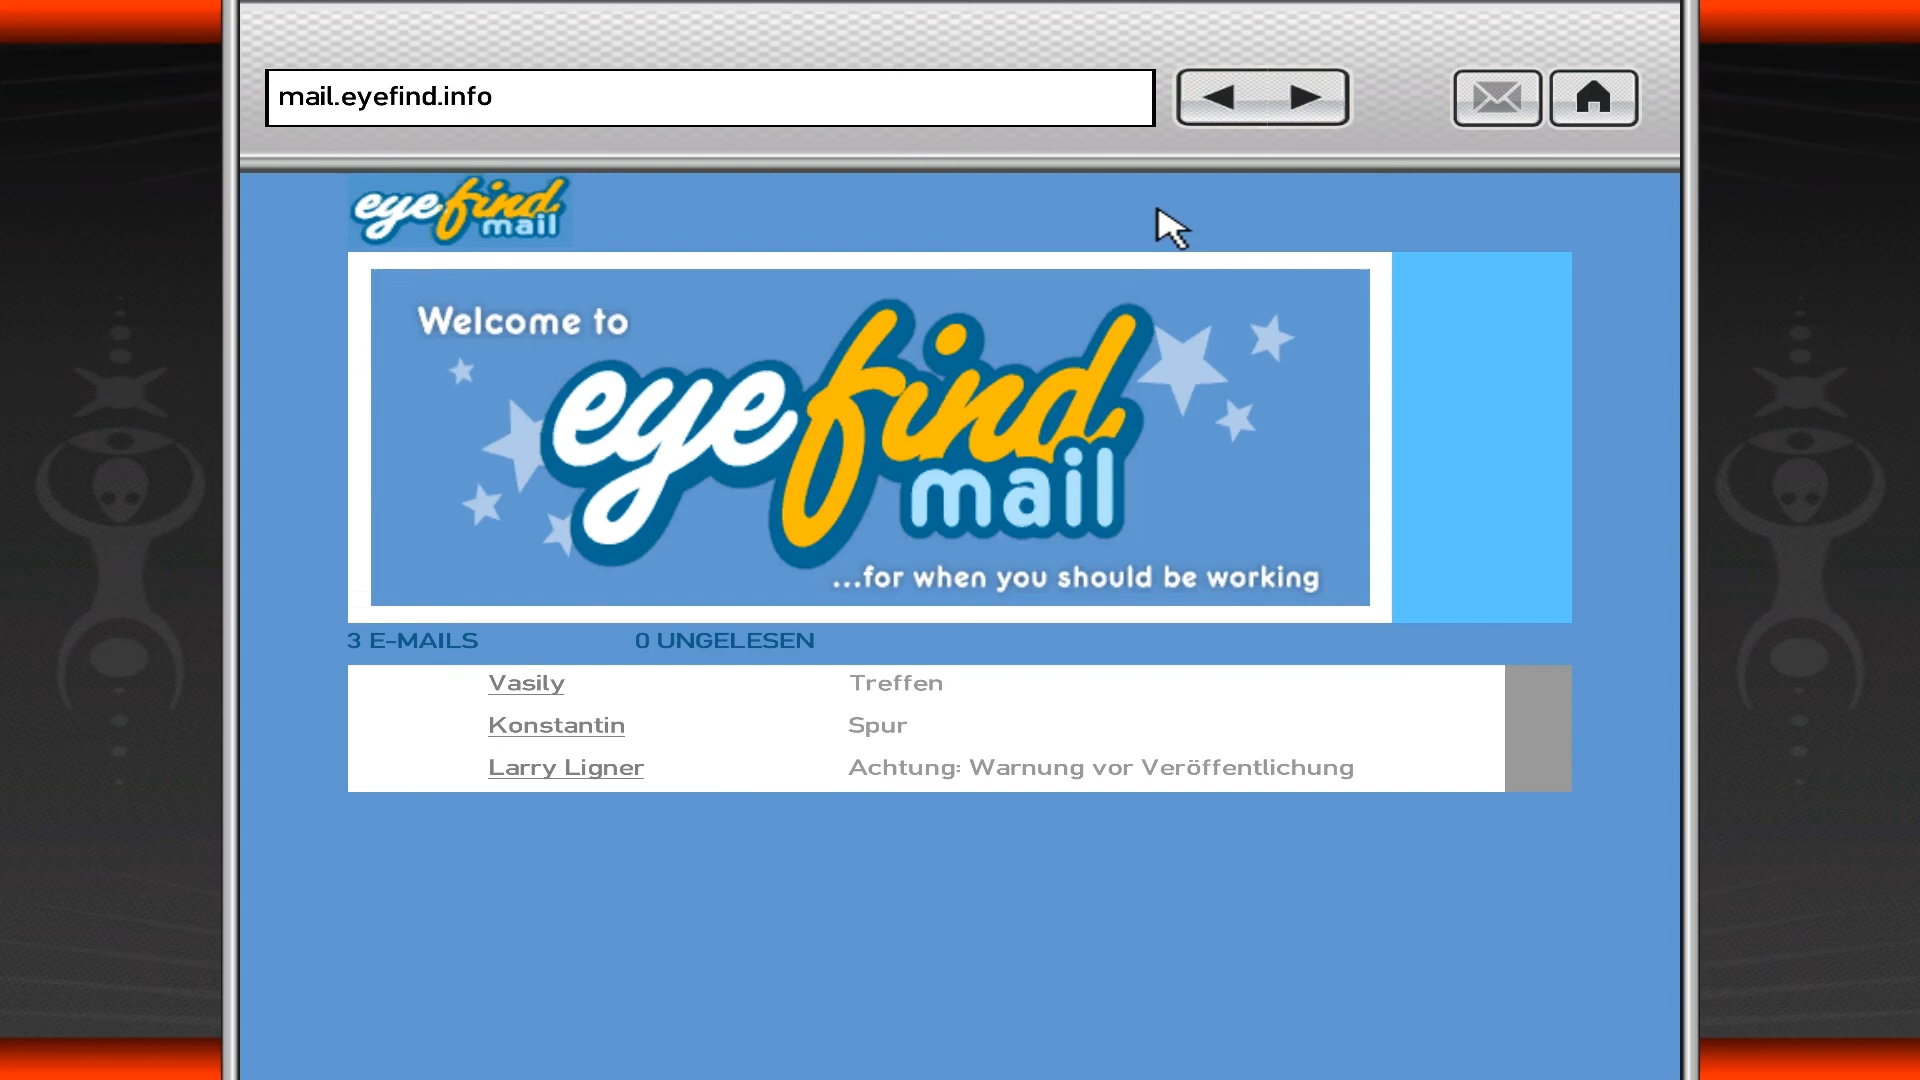 mail.eyefind.info
eyefind
mail
Welcome to
eyefind
mail
...for when you should be working
3 E-MAILS 0 UNGELESEN
Vasily Treffen
Konstantin Spur
Larry Ligner Achtung: Warnung vor Veröffentlichung